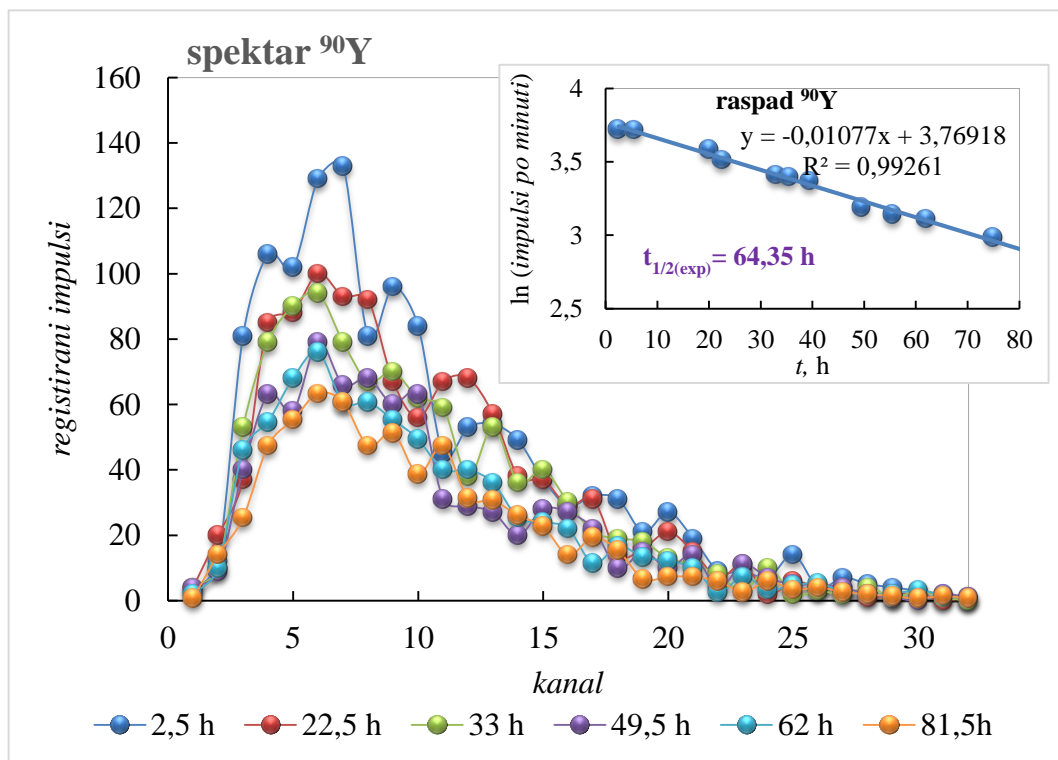 spektar ⁹⁰Y
160
140
120
100
80
60
40
20
0
registirani impulsi
0 5 10 15 20 25 30
kanal
4
3,5
3
2,5
ln (impulsi po minuti)
raspad ⁹⁰Y
y = -0,01077x + 3,76918
R² = 0,99261
t1/2(exp)= 64,35 h
0 10 20 30 40 50 60 70 80
t, h
2,5 h 22,5 h 33 h 49,5 h 62 h 81,5h